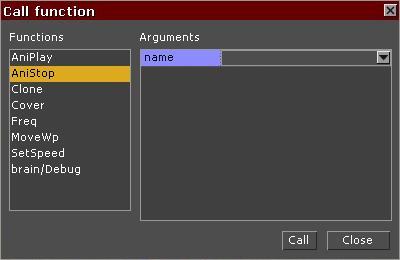 Call function
Functions
AniPlay
AniStop
Clone
Cover
Freq
MoveWp
SetSpeed
brain/Debug
Arguments
name
Call
Close